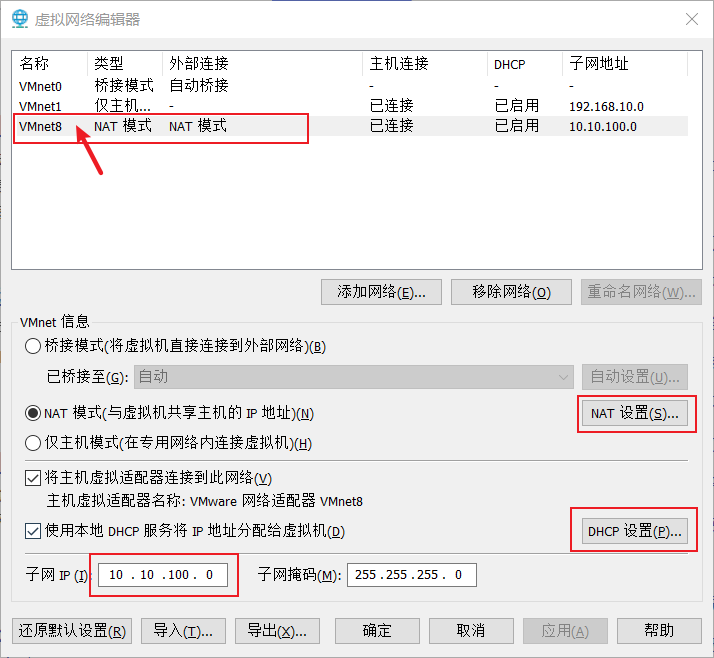 虚拟网络编辑器
名称 类型 外部连接 主机连接 DHCP 子网地址
VMnet0 桥接模式 自动桥接 - - -
VMnet1 仅主机... - 已连接 已启用 192.168.10.0
VMnet8 NAT 模式 NAT 模式 已连接 已启用 10.10.100.0
添加网络(E)... 移除网络(O) 重命名网络(W)...
VMnet 信息
桥接模式(将虚拟机直接连接到外部网络)(B)
已桥接至(G): 自动 自动设置(U)...
NAT 模式(与虚拟机共享主机的 IP 地址)(N) NAT 设置(S)...
仅主机模式(在专用网络内连接虚拟机)(H)
将主机虚拟适配器连接到此网络(V)
主机虚拟适配器名称: VMware 网络适配器 VMnet8
使用本地 DHCP 服务将 IP 地址分配给虚拟机(D) DHCP 设置(P)...
子网 IP (I): 10 . 10 .100 . 0 子网掩码(M): 255 .255 .255 . 0
还原默认设置(R) 导入(T)... 导出(X)... 确定 取消 应用(A) 帮助